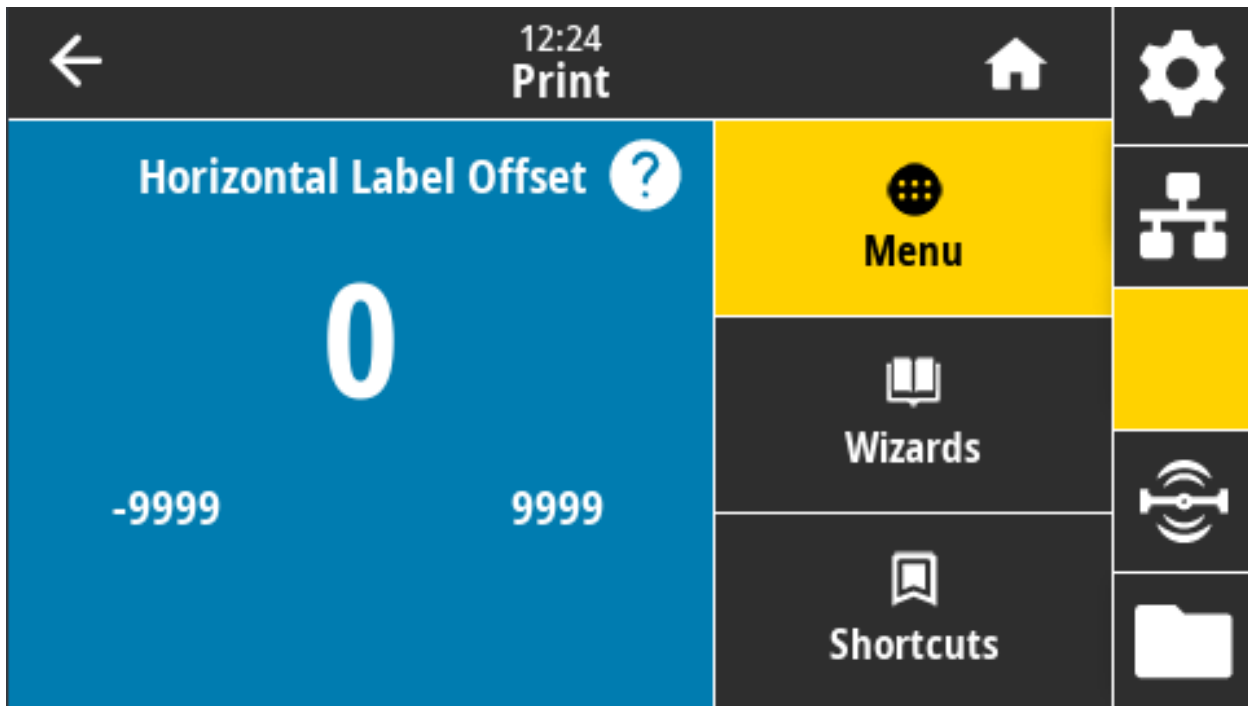 12:24
Print
Horizontal Label Offset ?
0
-9999 9999
Menu
Wizards
Shortcuts